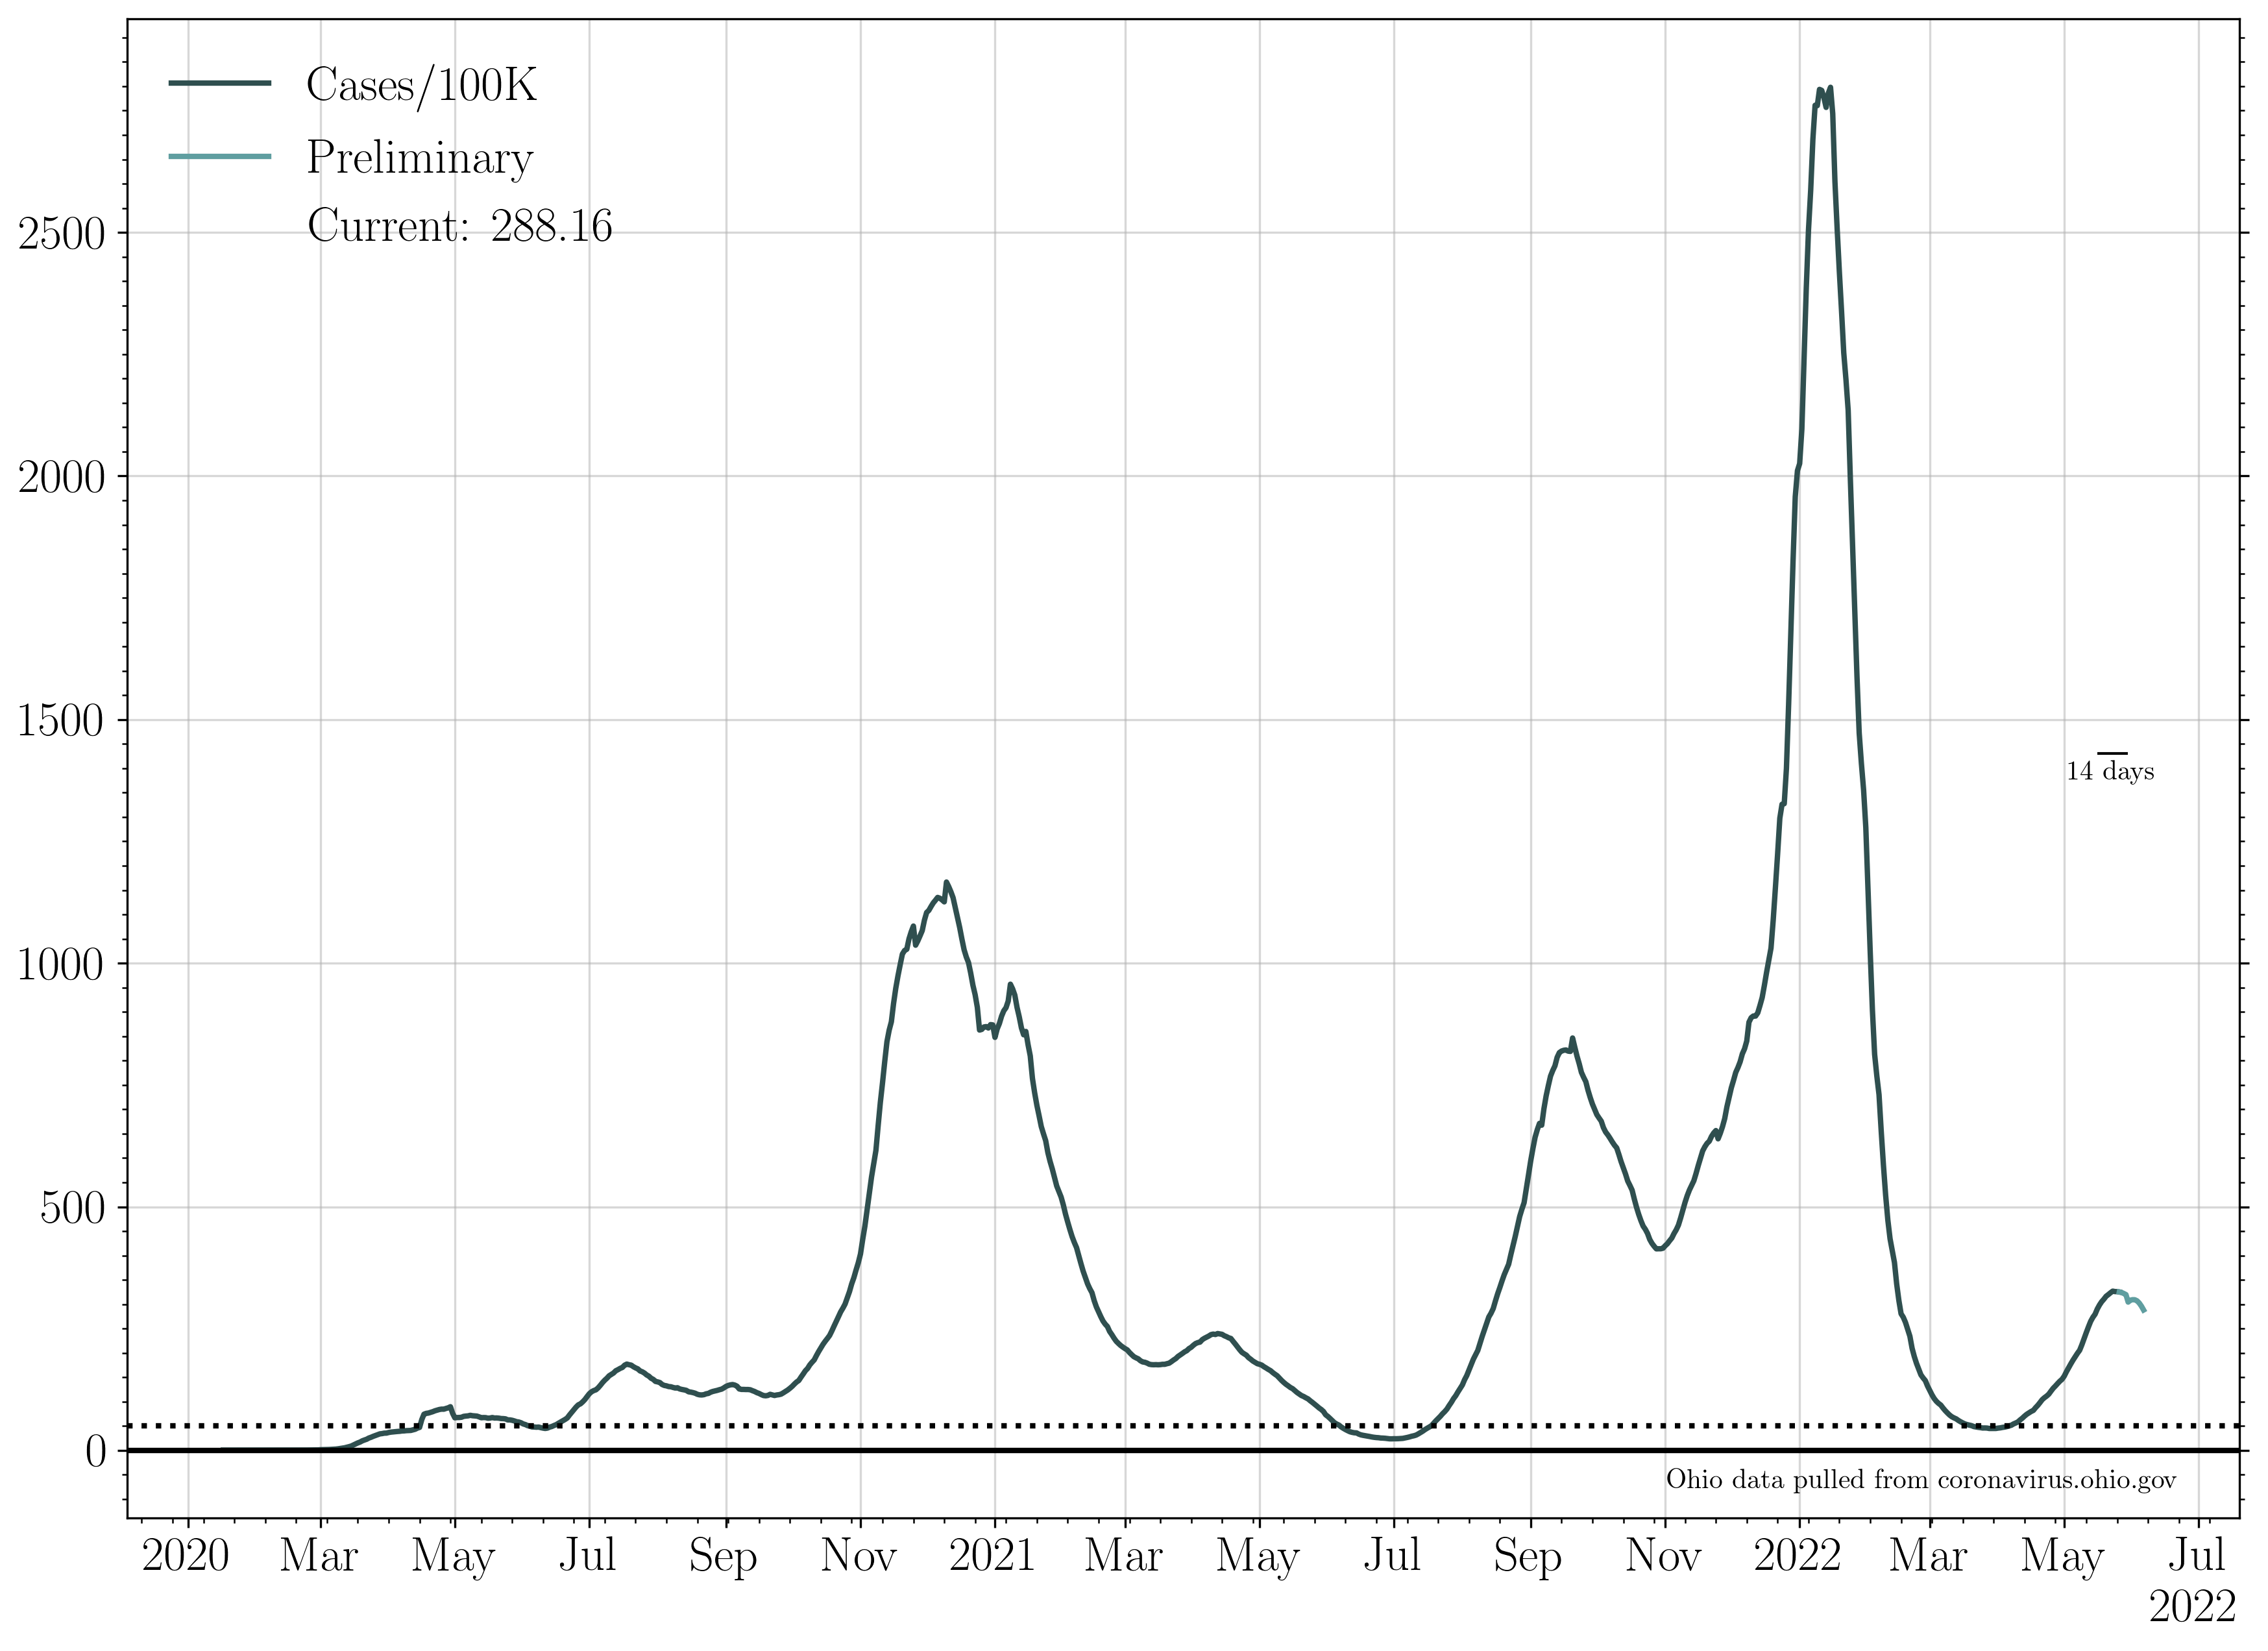 Cases/100K
Preliminary
Current: 288.16
2500
2000
1500
14 days
1000
500
0
Ohio data pulled from coronavirus.ohio.gov
2020 Mar May Jul Sep Nov 2021 Mar May Jul Sep Nov 2022 Mar May Jul
2022